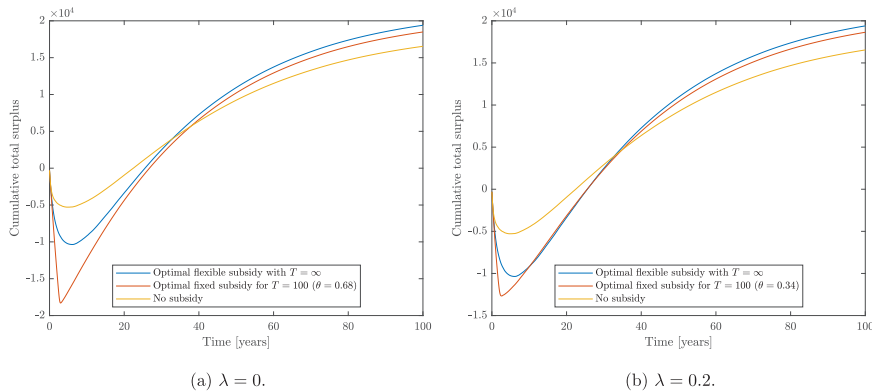 ×10⁴
2
1.5
1
0.5
0
-0.5
-1
-1.5
-2
Cumulative total surplus
0 20 40 60 80 100
Time [years]
Optimal flexible subsidy with T = ∞
Optimal fixed subsidy for T = 100 (θ = 0.68)
No subsidy
(a) λ = 0.
×10⁴
2
1.5
1
0.5
0
-0.5
-1
-1.5
Cumulative total surplus
0 20 40 60 80 100
Time [years]
Optimal flexible subsidy with T = ∞
Optimal fixed subsidy for T = 100 (θ = 0.34)
No subsidy
(b) λ = 0.2.